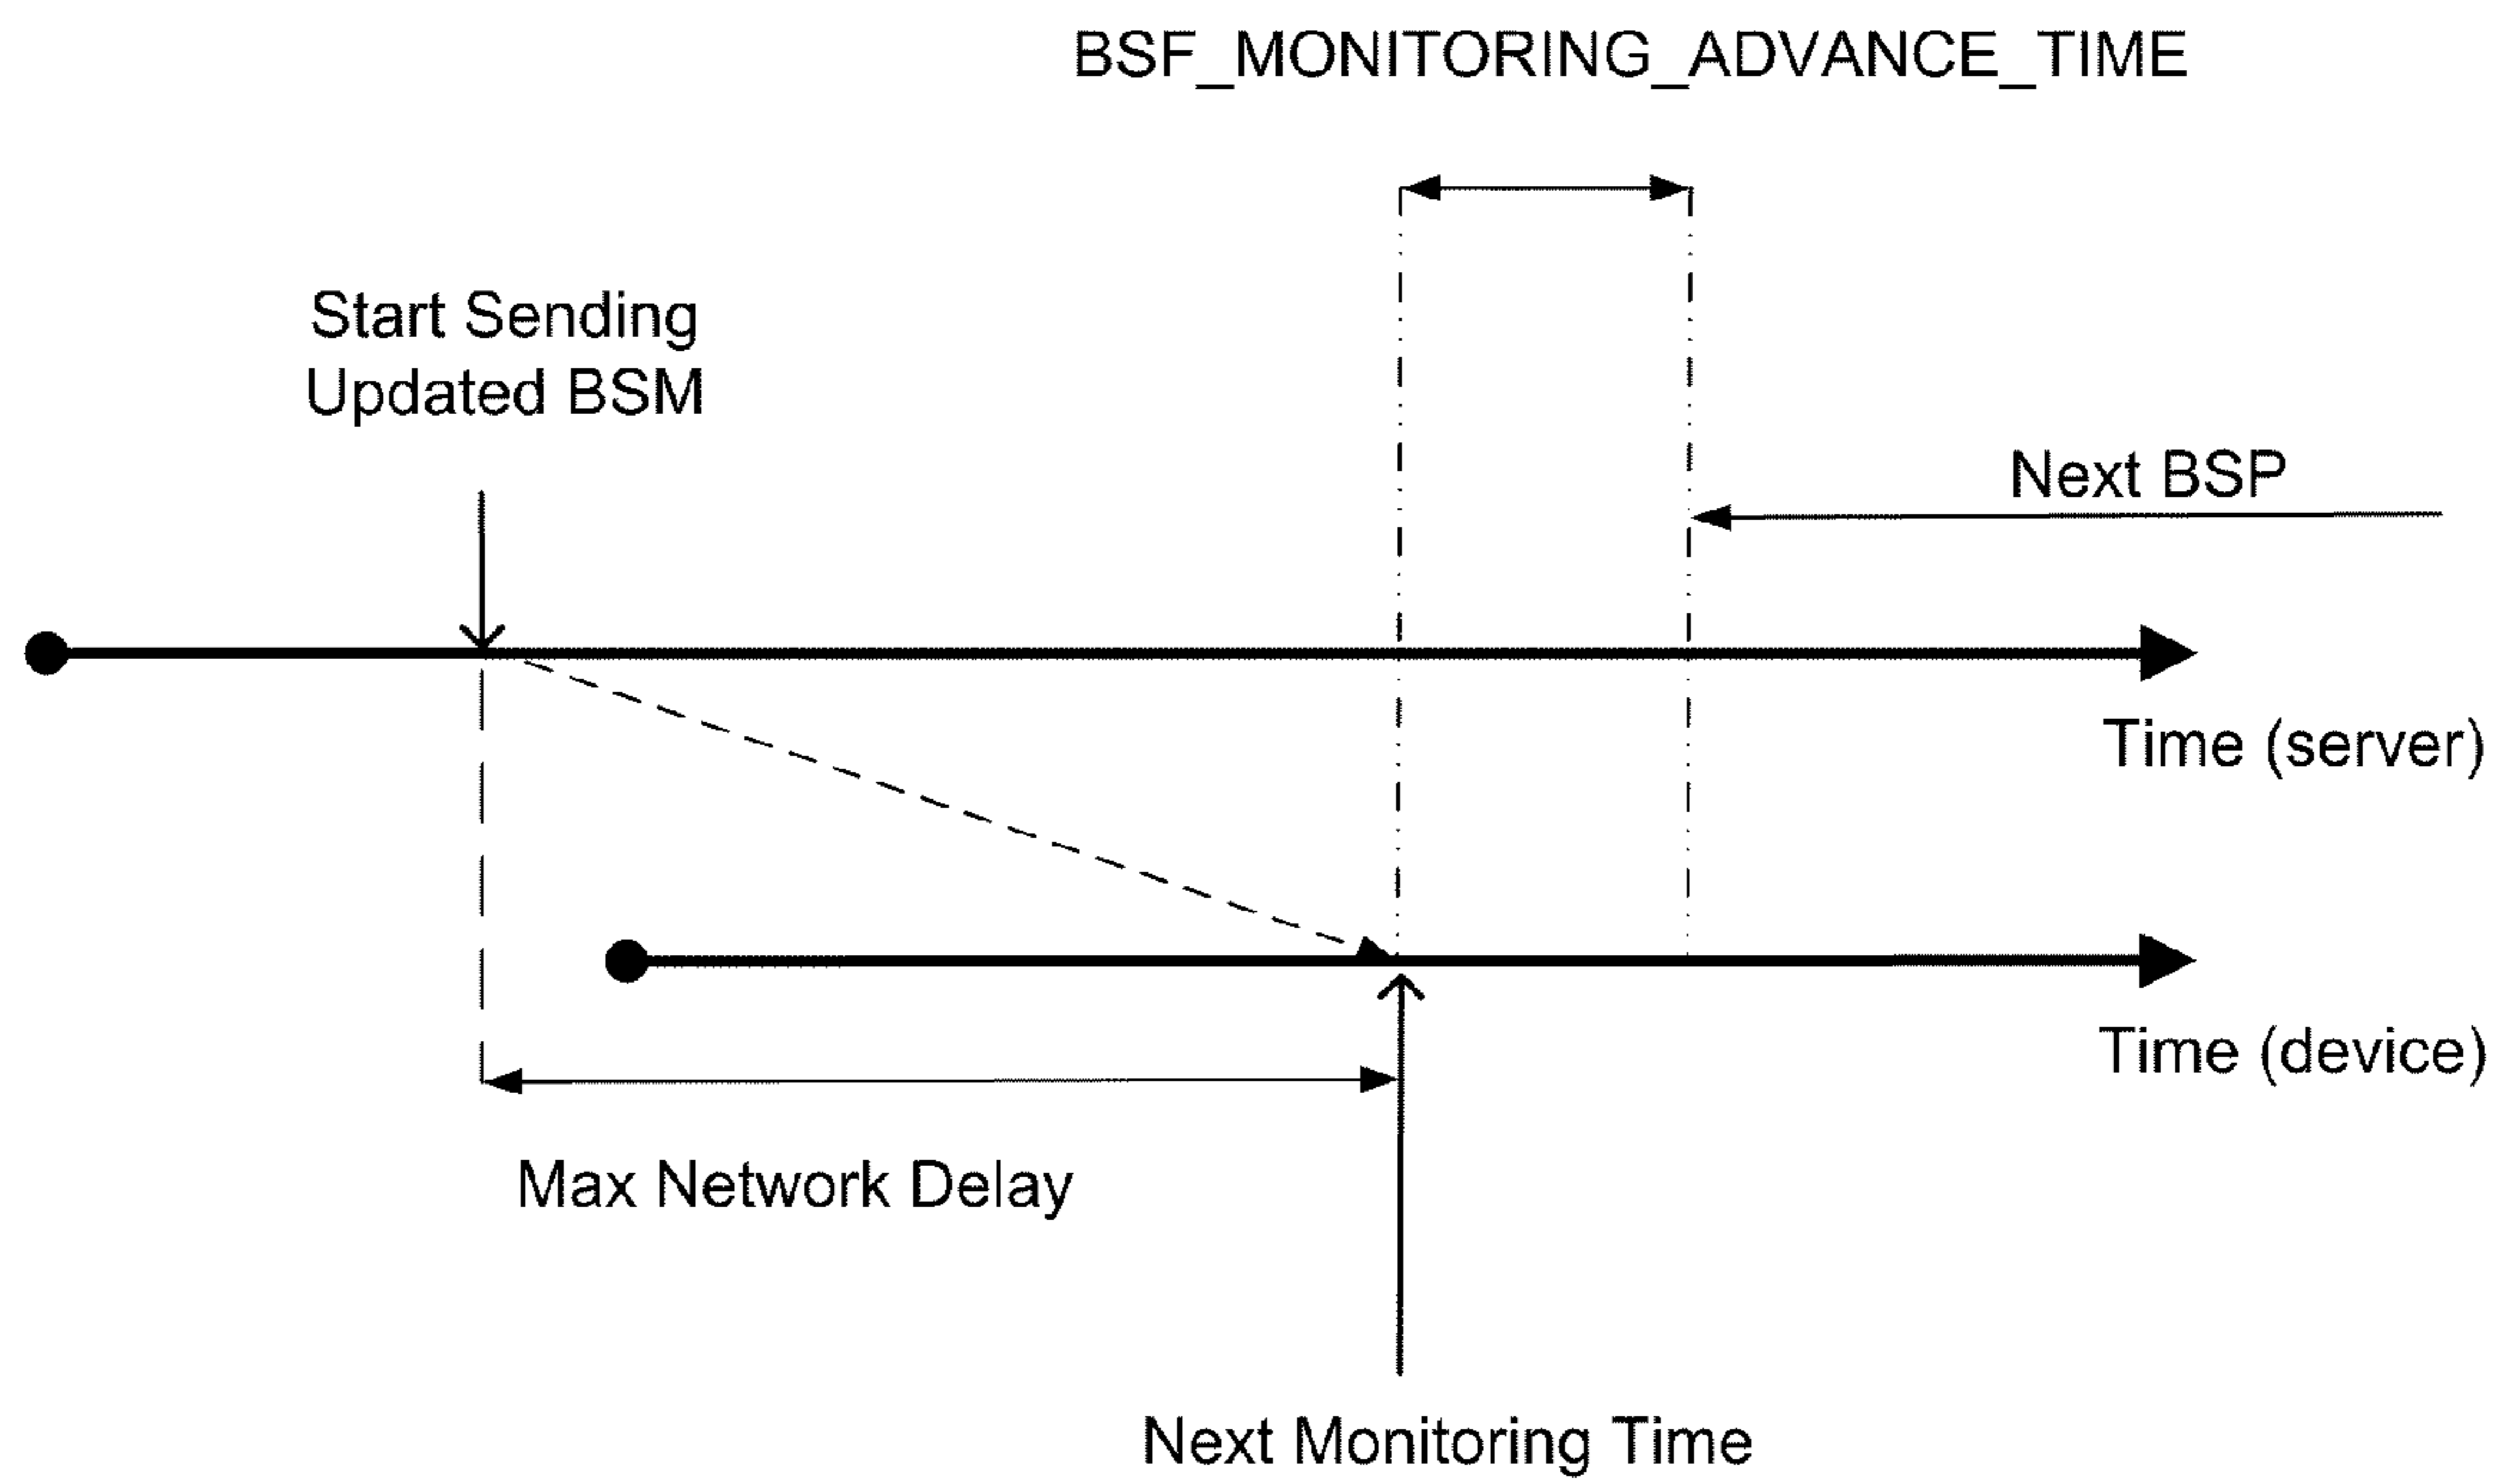 BSF_MONITORING_ADVANCE_TIME
Start Sending
Updated BSM
Next BSP
Time (server)
Time (device)
Max Network Delay
Next Monitoring Time